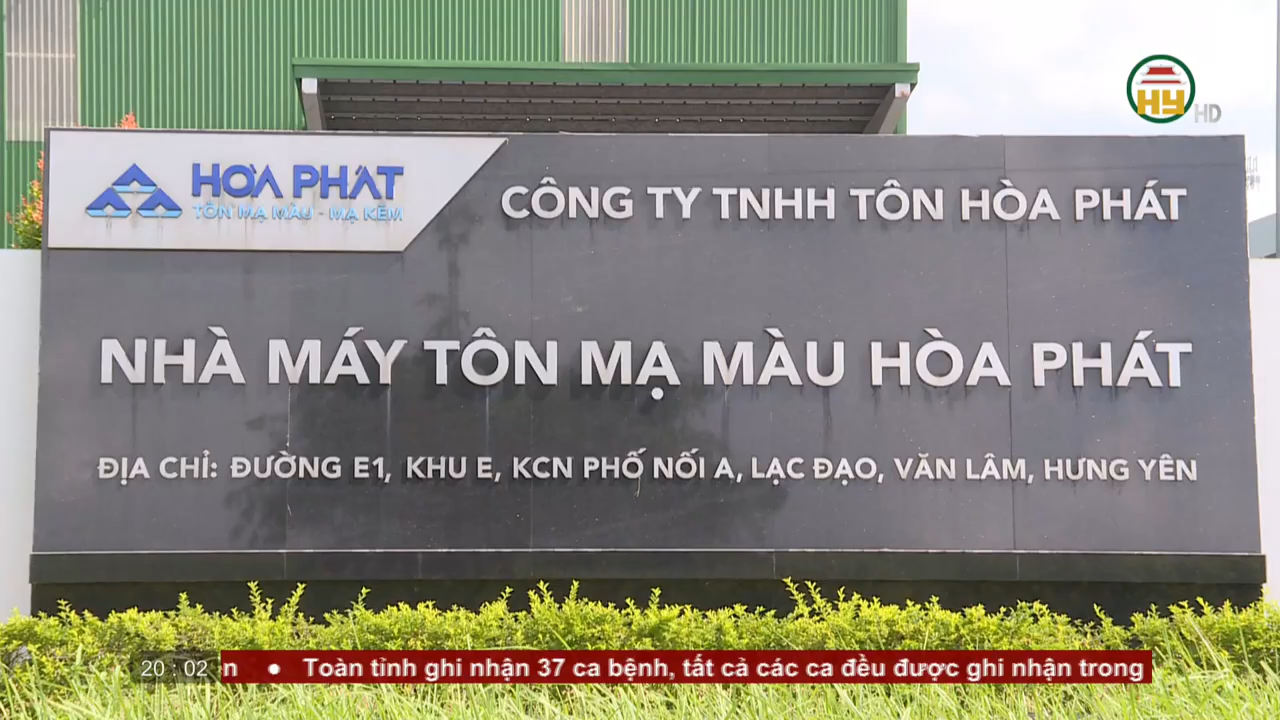 HY HD
HÒA PHÁT
TÔN MẠ MÀU - MẠ KẼM
CÔNG TY TNHH TÔN HÒA PHÁT
NHÀ MÁY TÔN MẠ MÀU HÒA PHÁT
ĐỊA CHỈ: ĐƯỜNG E1, KHU E, KCN PHỐ NỐI A, LẠC ĐẠO, VĂN LÂM, HƯNG YÊN
20 : 02 n • Toàn tỉnh ghi nhận 37 ca bệnh, tất cả các ca đều được ghi nhận trong